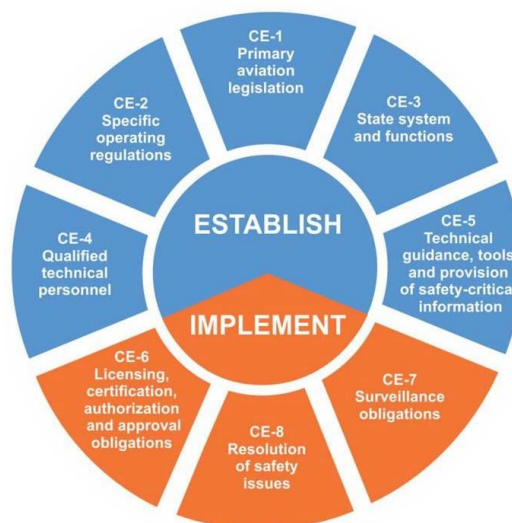 CE-1
Primary
aviation
legislation
CE-2
Specific
operating
regulations
CE-3
State system
and functions
ESTABLISH
CE-4
Qualified
technical
personnel
CE-5
Technical
guidance, tools
and provision
of safety-critical
information
IMPLEMENT
CE-6
Licensing,
certification,
authorization
and approval
obligations
CE-7
Surveillance
obligations
CE-8
Resolution
of safety
issues